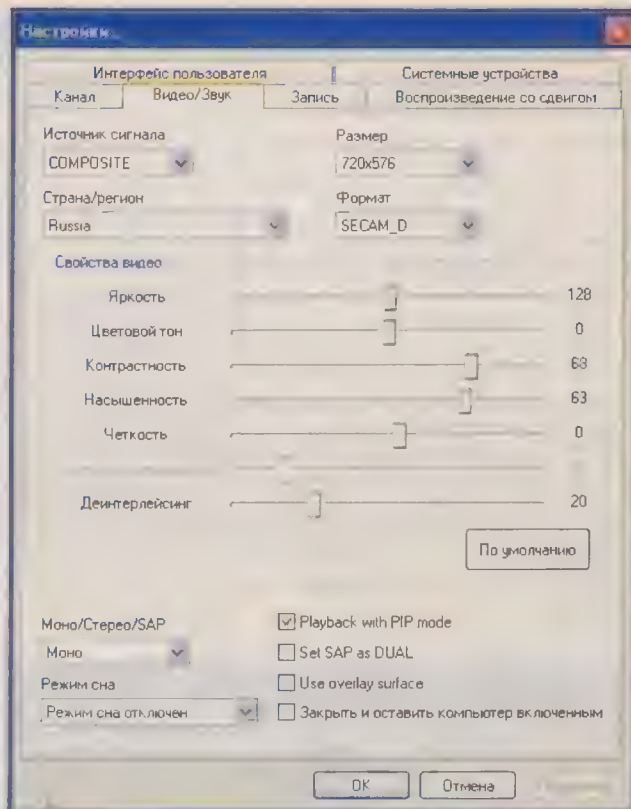 Настройки...
Интерфейс пользователя Системные устройства
Канал Видео/Звук Запись Воспроизведение со сдвигом
Источник сигнала Размер
COMPOSITE 720x576
Страна/регион Формат
Russia SECAM_D
Свойства видео
Яркость 128
Цветовой тон 0
Контрастность 68
Насыщенность 63
Четкость 0
Деинтерлейсинг 20
По умолчанию
Моно/Стерео/SAP
Моно
Режим сна
Режим сна отключен
Playback with PIP mode
Set SAP as DUAL
Use overlay surface
Закрыть и оставить компьютер включенным
OK Отмена